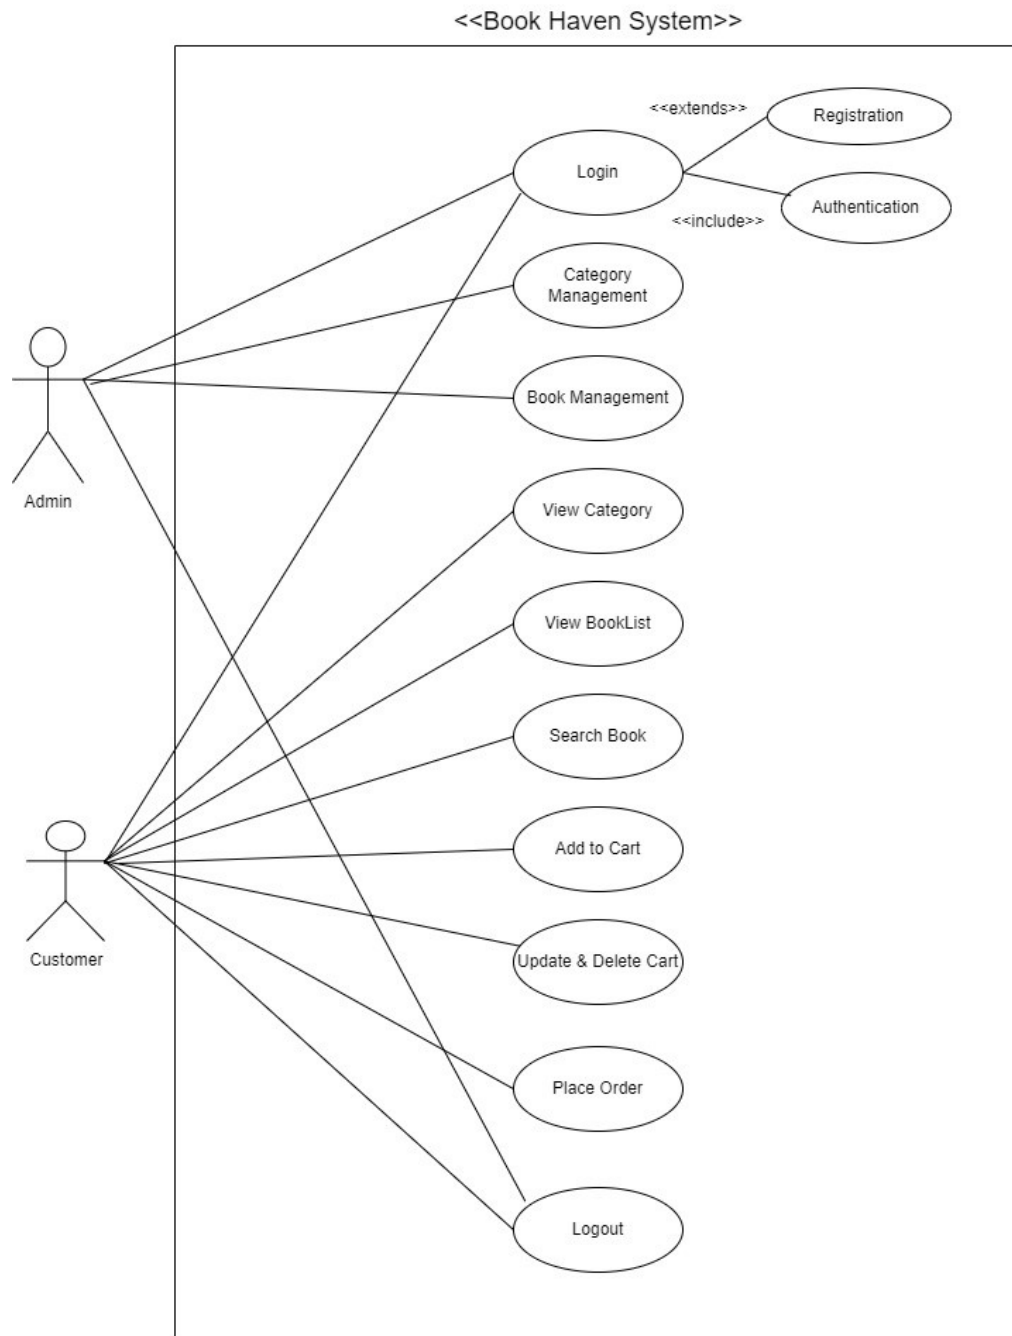 <<Book Haven System>>
<<extends>>
Registration
Login
Authentication
<<include>>
Category
Management
Book Management
Admin
View Category
View BookList
Search Book
Add to Cart
Customer
Update & Delete Cart
Place Order
Logout